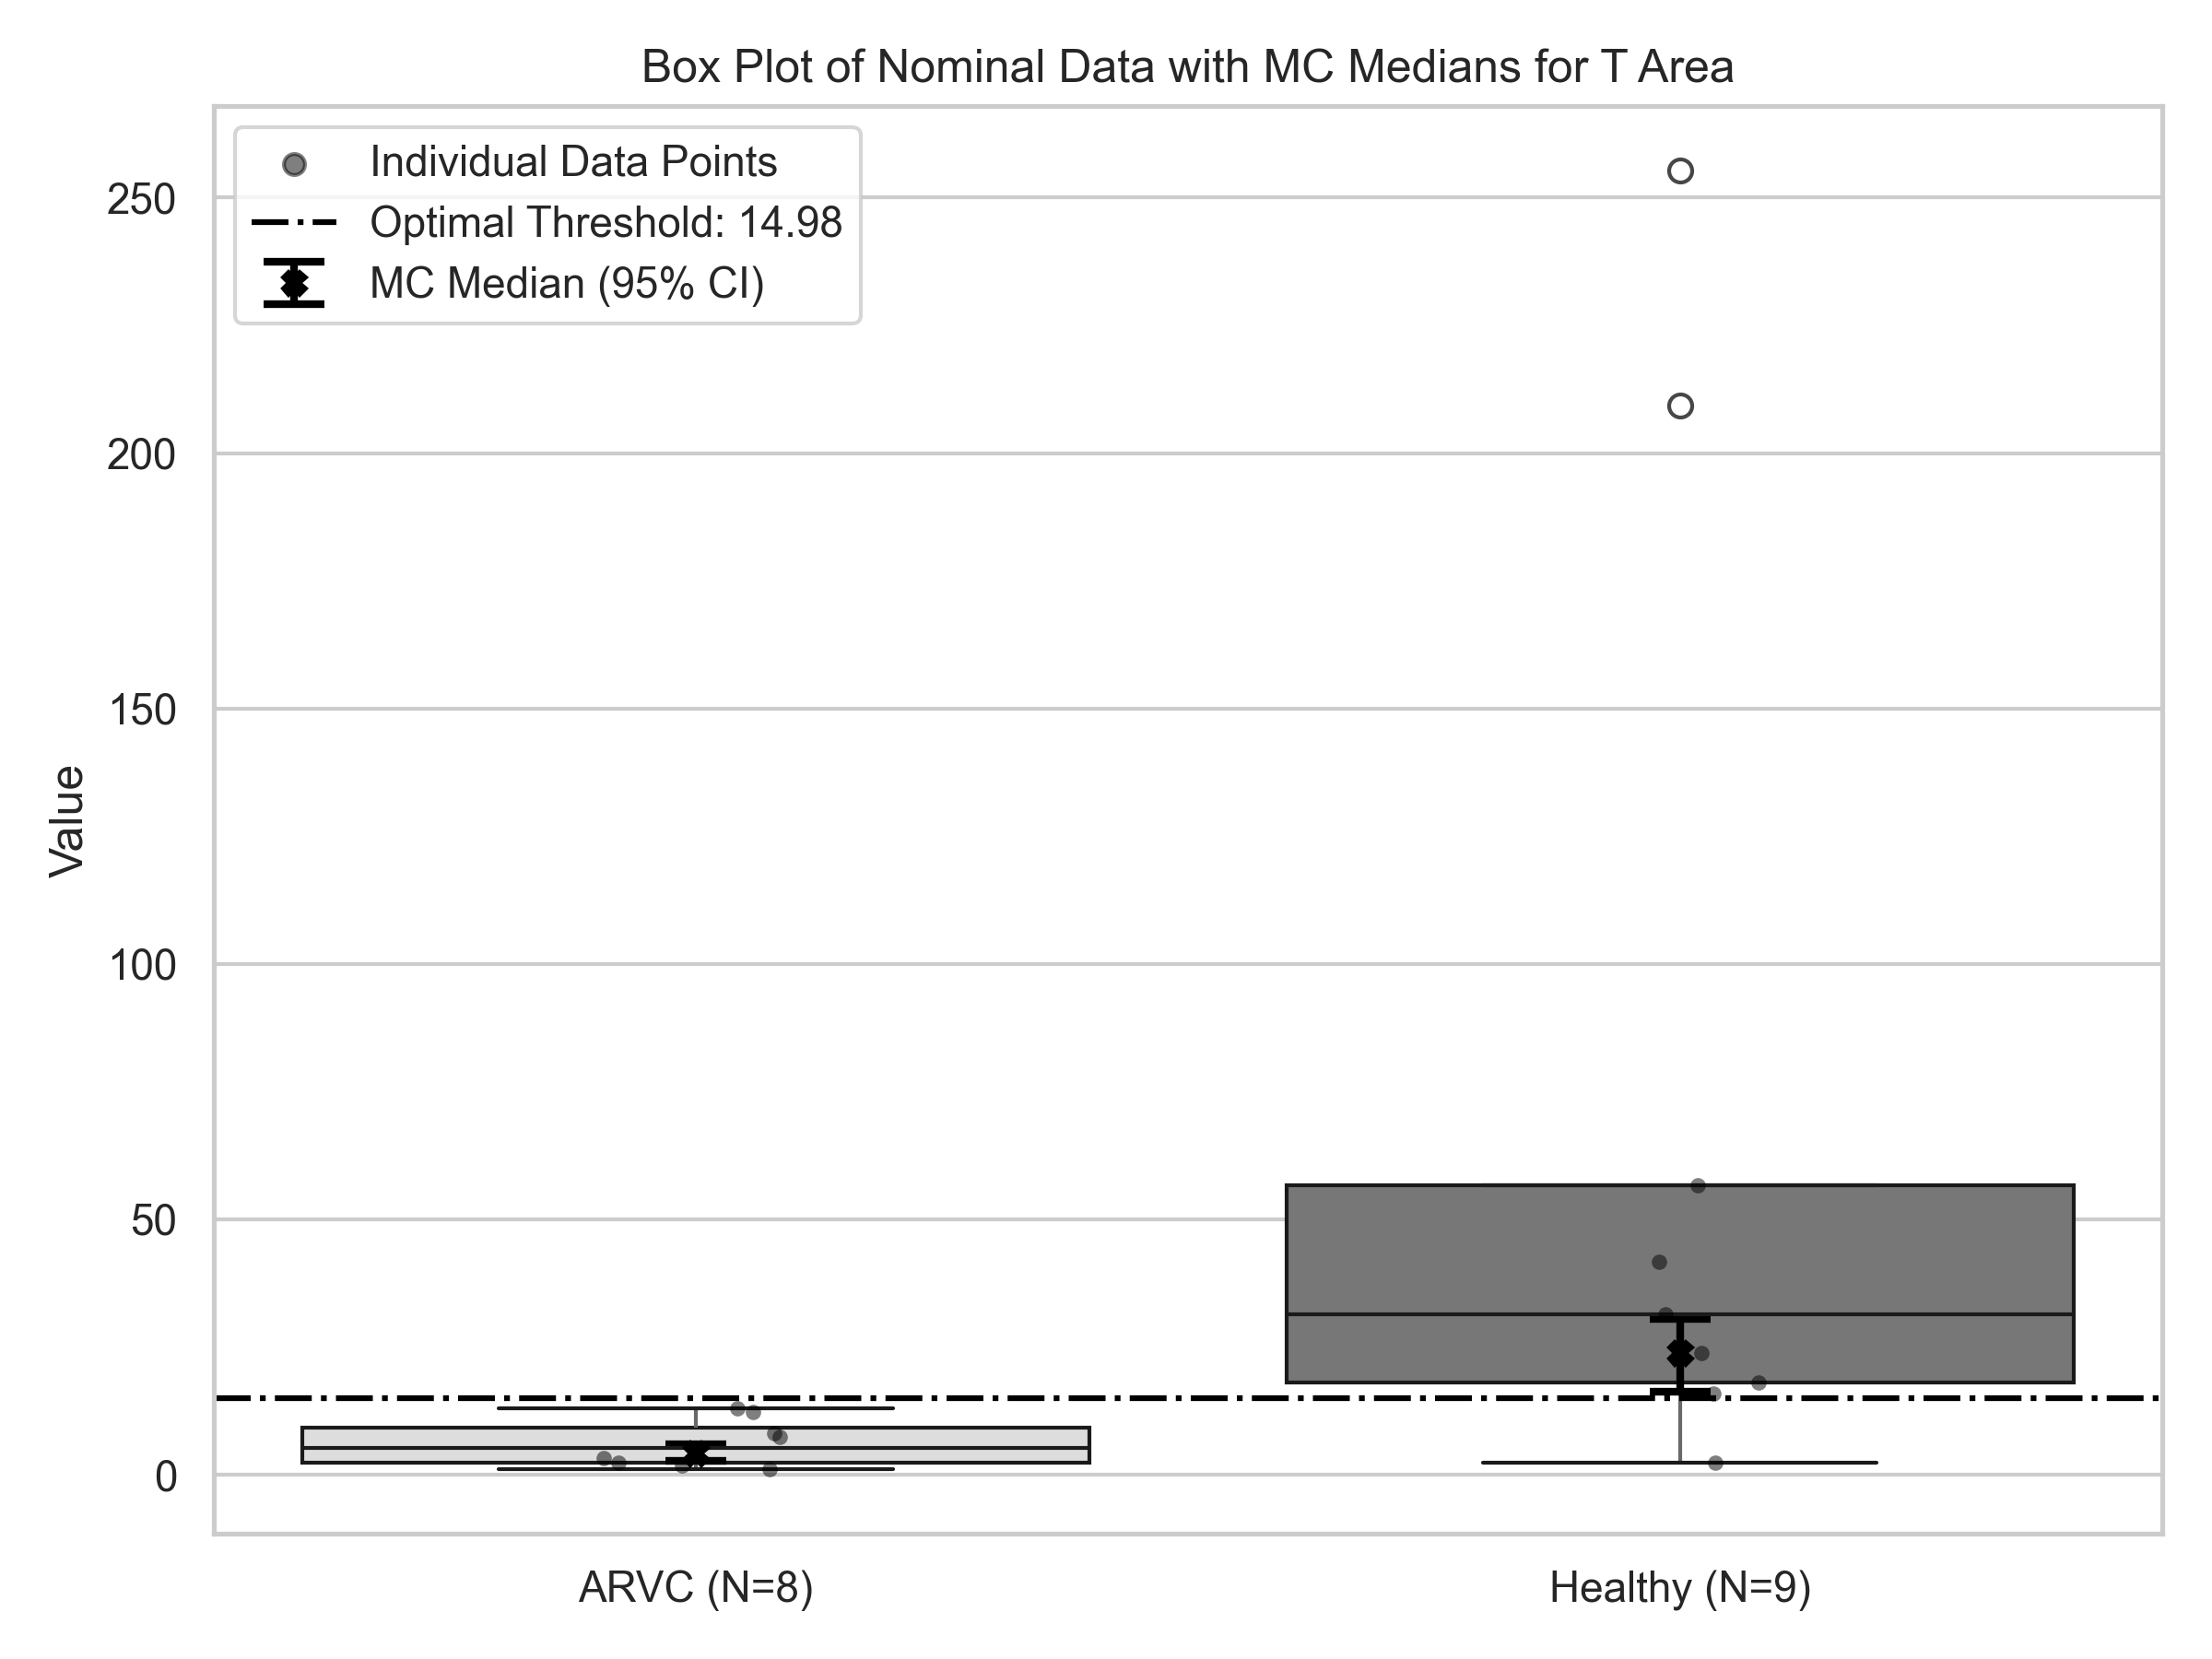 Box Plot of Nominal Data with MC Medians for T Area
Individual Data Points
Optimal Threshold: 14.98
MC Median (95% CI)
Value
250
200
150
100
50
0
ARVC (N=8)
Healthy (N=9)